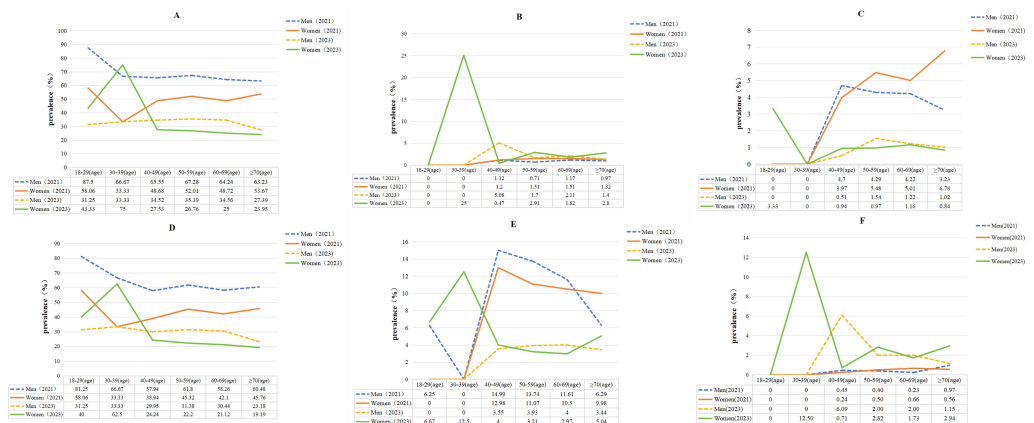 A
prevalence（%）
100
90
80
70
60
50
40
30
20
10
0
Men（2021）
Women（2021）
Men（2023）
Women（2023）
18-29(age) 30-39(age) 40-49(age) 50-59(age) 60-69(age) ≥70(age)
Men（2021） 87.5 66.67 65.55 67.28 64.24 63.23
Women（2021） 58.06 33.33 48.68 52.01 48.72 53.67
Men（2023） 31.25 33.33 34.52 35.39 34.56 27.39
Women（2023） 43.33 75 27.53 26.76 25 23.95
B
prevalence（%）
30
25
20
15
10
5
0
Men（2021）
Women（2021）
Men（2023）
Women（2023）
18-29(age) 30-39(age) 40-49(age) 50-59(age) 60-69(age) ≥70(age)
Men（2021） 0 0 1.12 0.71 1.17 0.97
Women（2021） 0 0 1.2 1.51 1.51 1.32
Men（2023） 0 0 5.08 1.7 2.11 1.4
Women（2023） 0 25 0.47 2.91 1.82 2.8
C
prevalence（%）
8
7
6
5
4
3
2
1
0
Men（2021）
Women（2021）
Men（2023）
Women（2023）
18-29(age) 30-39(age) 40-49(age) 50-59(age) 60-69(age) ≥70(age)
Men（2021） 0 0 4.7 4.29 4.22 3.23
Women（2021） 0 0 3.97 5.48 5.01 6.78
Men（2023） 0 0 0.51 1.54 1.22 1.02
Women（2023） 3.33 0 0.94 0.97 1.16 0.84
D
prevalence（%）
90
80
70
60
50
40
30
20
10
0
Men（2021）
Women（2021）
Men（2023）
Women（2023）
18-29(age) 30-39(age) 40-49(age) 50-59(age) 60-69(age) ≥70(age)
Men（2021） 81.25 66.67 57.94 61.8 58.26 60.48
Women（2021） 58.06 33.33 38.94 45.32 42.1 45.76
Men（2023） 31.25 33.33 29.95 31.38 30.44 23.18
Women（2023） 40 62.5 24.24 22.2 21.12 19.19
E
prevalence（%）
16
14
12
10
8
6
4
2
0
Men（2021）
Women（2021）
Men（2023）
Women（2023）
18-29(age) 30-39(age) 40-49(age) 50-59(age) 60-69(age) ≥70(age)
Men（2021） 6.25 0 14.99 13.74 11.61 6.29
Women（2021） 0 0 12.98 11.07 10.5 9.98
Men（2023） 0 0 3.55 3.93 4 3.44
Women（2023） 6.67 12.5 4 3.21 2.97 5.04
F
prevalence（%）
14
12
10
8
6
4
2
0
Men(2021)
Women(2021)
Men(2023)
Women(2023)
18-29(age) 30-39(age) 40-49(age) 50-59(age) 60-69(age) ≥70(age)
Men(2021) 0 0 0.45 0.40 0.23 0.97
Women(2021) 0 0 0.24 0.50 0.66 0.56
Men(2023) 0 0 6.09 2.00 2.00 1.15
Women(2023) 0 12.50 0.71 2.82 1.73 2.94